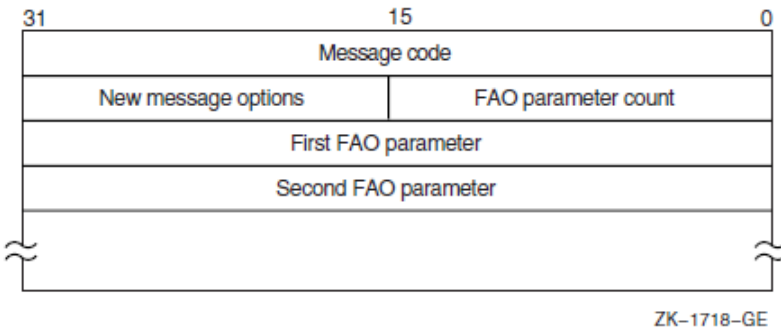 31 15 0
Message code
New message options FAO parameter count
First FAO parameter
Second FAO parameter
ZK–1718–GE